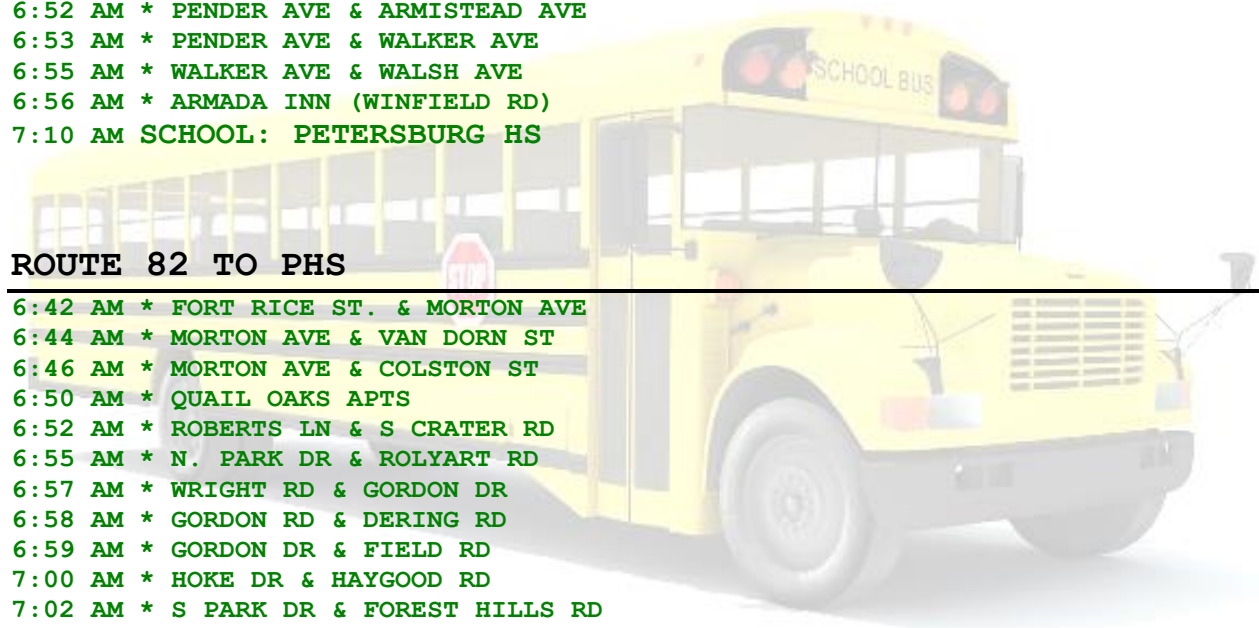 6:52 AM * PENDER AVE & ARMISTEAD AVE
6:53 AM * PENDER AVE & WALKER AVE
6:55 AM * WALKER AVE & WALSH AVE
6:56 AM * ARMADA INN (WINFIELD RD)
7:10 AM SCHOOL: PETERSBURG HS
SCHOOL BUS
STOP
ROUTE 82 TO PHS
6:42 AM * FORT RICE ST. & MORTON AVE
6:44 AM * MORTON AVE & VAN DORN ST
6:46 AM * MORTON AVE & COLSTON ST
6:50 AM * QUAIL OAKS APTS
6:52 AM * ROBERTS LN & S CRATER RD
6:55 AM * N. PARK DR & ROLYART RD
6:57 AM * WRIGHT RD & GORDON DR
6:58 AM * GORDON RD & DERING RD
6:59 AM * GORDON DR & FIELD RD
7:00 AM * HOKE DR & HAYGOOD RD
7:02 AM * S PARK DR & FOREST HILLS RD